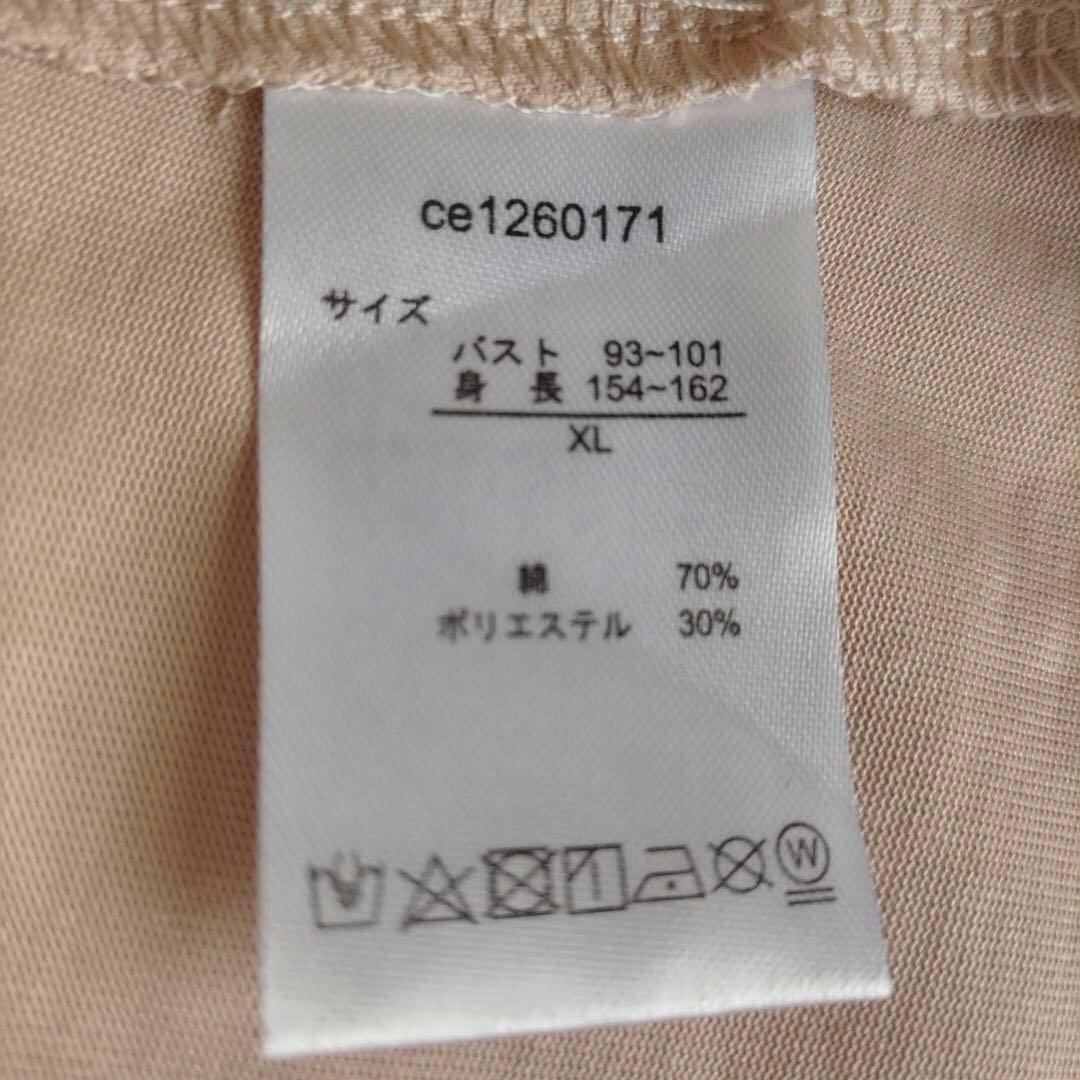 ce1260171
サイズ
バスト 93~101
身 長 154~162
XL
綿 70%
ポリエステル 30%
W